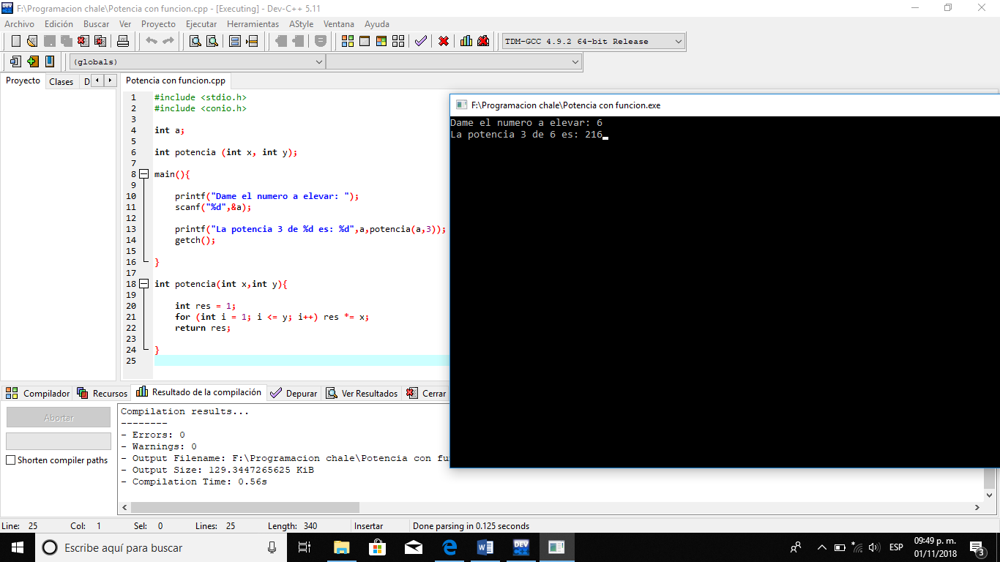 F:\Programacion chale\Potencia con funcion.cpp - [Executing] - Dev-C++ 5.11
Archivo Edición Buscar Ver Proyecto Ejecutar Herramientas AStyle Ventana Ayuda
TDM-GCC 4.9.2 64-bit Release
(globals)
Proyecto Clases D
Potencia con funcion.cpp
1 #include <stdio.h>
2 #include <conio.h>
3
4 int a;
5
6 int potencia (int x, int y);
7
8 main(){
9
10 printf("Dame el numero a elevar: ");
11 scanf("%d",&a);
12
13 printf("La potencia 3 de %d es: %d",a,potencia(a,3));
14 getch();
15
16 }
17
18 int potencia(int x,int y){
19
20 int res = 1;
21 for (int i = 1; i <= y; i++) res *= x;
22 return res;
23
24 }
25
F:\Programacion chale\Potencia con funcion.exe
Dame el numero a elevar: 6
La potencia 3 de 6 es: 216
Compilador Recursos Resultado de la compilación Depurar Ver Resultados Cerrar
Abortar
Shorten compiler paths
Compilation results...
--------
- Errors: 0
- Warnings: 0
- Output Filename: F:\Programacion chale\Potencia con fu
- Output Size: 129.3447265625 KiB
- Compilation Time: 0.56s
Line: 25 Col: 1 Sel: 0 Lines: 25 Length: 340 Insertar Done parsing in 0.125 seconds
Escribe aquí para buscar
DEV
ESP
09:49 p. m.
01/11/2018
3